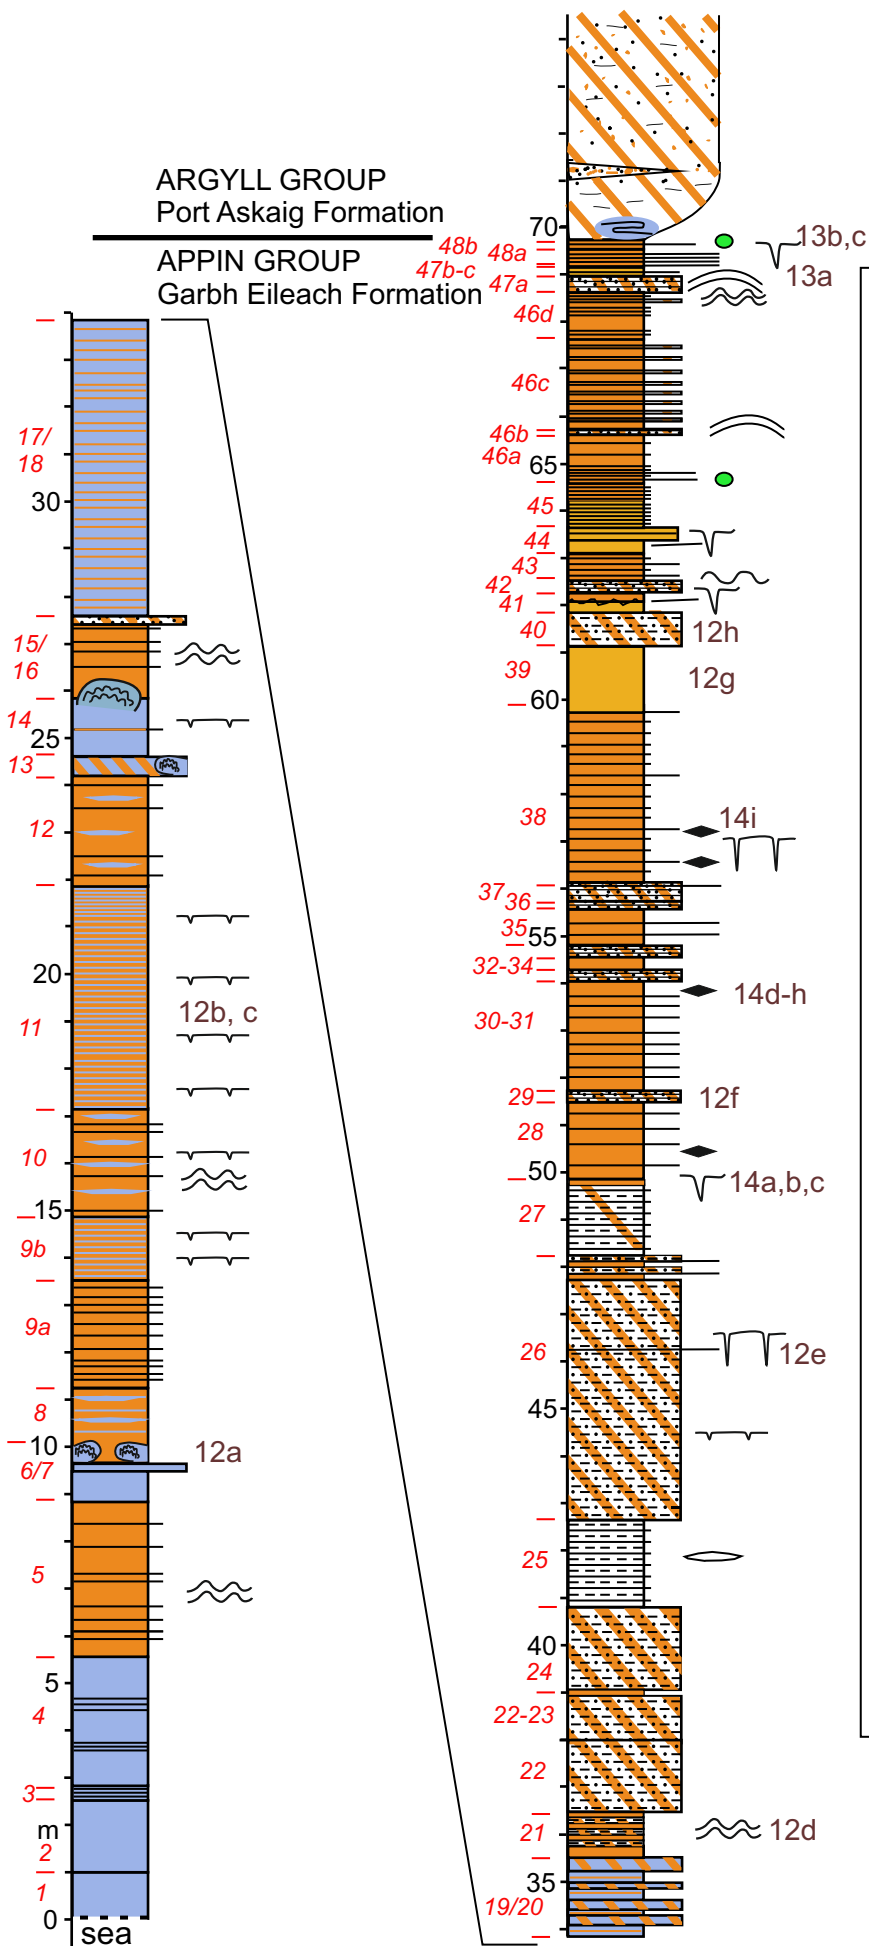 ARGYLL GROUP
Port Askaig Formation
APPIN GROUP
Garbh Eileach Formation
17/
18
30
15/
16
14
25
13
12
20
11
12b, c
10
15
9b
9a
8
10
12a
6/7
5
5
4
3
m
2
1
0
sea
70
13b,c
48b
48a
47b-c
13a
47a
46d
46c
46b
46a
65
45
44
43
42
41
40
12h
39
12g
60
38
14i
37
36
35
55
32-34
14d-h
30-31
29
12f
28
50
14a,b,c
27
26
12e
45
25
40
24
22-23
22
21
12d
35
19/20